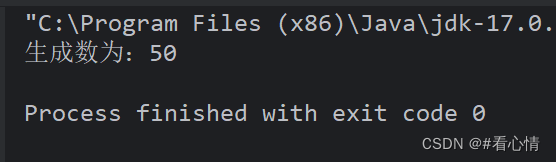 "C:\Program Files (x86)\Java\jdk-17.0.
生成数为：50
Process finished with exit code 0
CSDN @#看心情